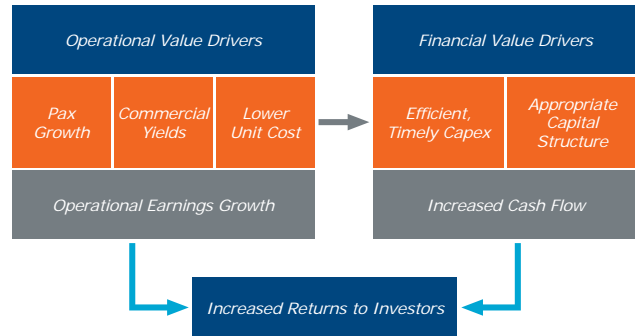 Operational Value Drivers
Financial Value Drivers
Pax
Growth
Commercial
Yields
Lower
Unit Cost
Efficient,
Timely Capex
Appropriate
Capital
Structure
Operational Earnings Growth
Increased Cash Flow
Increased Returns to Investors